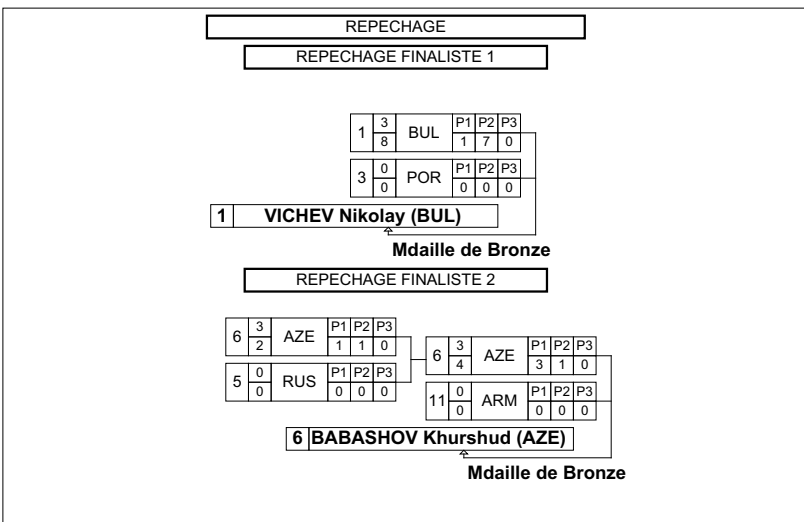 REPECHAGE
REPECHAGE FINALISTE 1
1 3 8 BUL P1 P2 P3 1 7 0
3 0 0 POR P1 P2 P3 0 0 0
1 VICHEV Nikolay (BUL)
Mdaille de Bronze
REPECHAGE FINALISTE 2
6 3 2 AZE P1 P2 P3 1 1 0
5 0 0 RUS P1 P2 P3 0 0 0
6 3 4 AZE P1 P2 P3 3 1 0
11 0 0 ARM P1 P2 P3 0 0 0
6 BABASHOV Khurshud (AZE)
Mdaille de Bronze